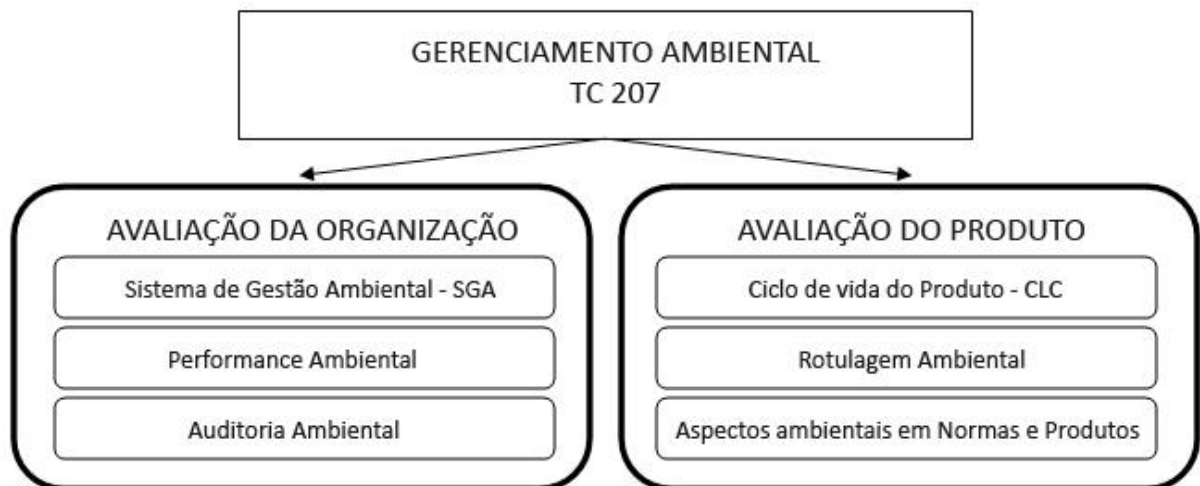 GERENCIAMENTO AMBIENTAL
TC 207
AVALIAÇÃO DA ORGANIZAÇÃO
Sistema de Gestão Ambiental - SGA
Performance Ambiental
Auditoria Ambiental
AVALIAÇÃO DO PRODUTO
Ciclo de vida do Produto - CLC
Rotulagem Ambiental
Aspectos ambientais em Normas e Produtos